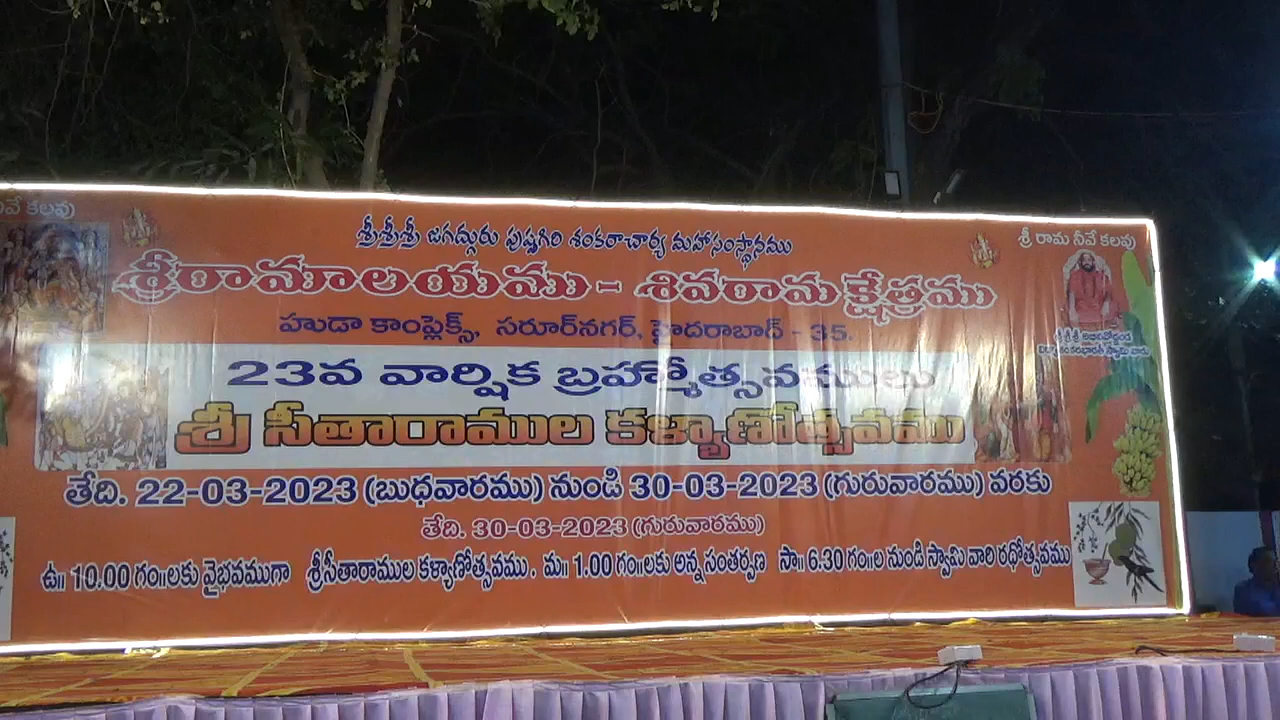 నీవే కలవు
శ్రీశ్రీశ్రీ జగద్గురు పుష్పగిరి శంకరాచార్య మహాసంస్థానము
శ్రీ రామ నీవే కలవు
శ్రీరామాలయము - శివరామ క్షేత్రము
హుడా కాంప్లెక్స్, సరూర్‌నగర్, హైదరాబాద్ - 35.
23వ వార్షిక బ్రహ్మోత్సవములు
శ్రీ సీతారాముల కళ్యాణోత్సవము
తేది. 22-03-2023 (బుధవారము) నుండి 30-03-2023 (గురువారము) వరకు
తేది. 30-03-2023 (గురువారము)
ఉ॥ 10.00 గం॥లకు వైభవముగా శ్రీసీతారాముల కళ్యాణోత్సవము. మ॥ 1.00 గం॥లకు అన్న సంతర్పణ సా॥ 6.30 గం॥ల నుండి స్వామి వారి రథోత్సవము